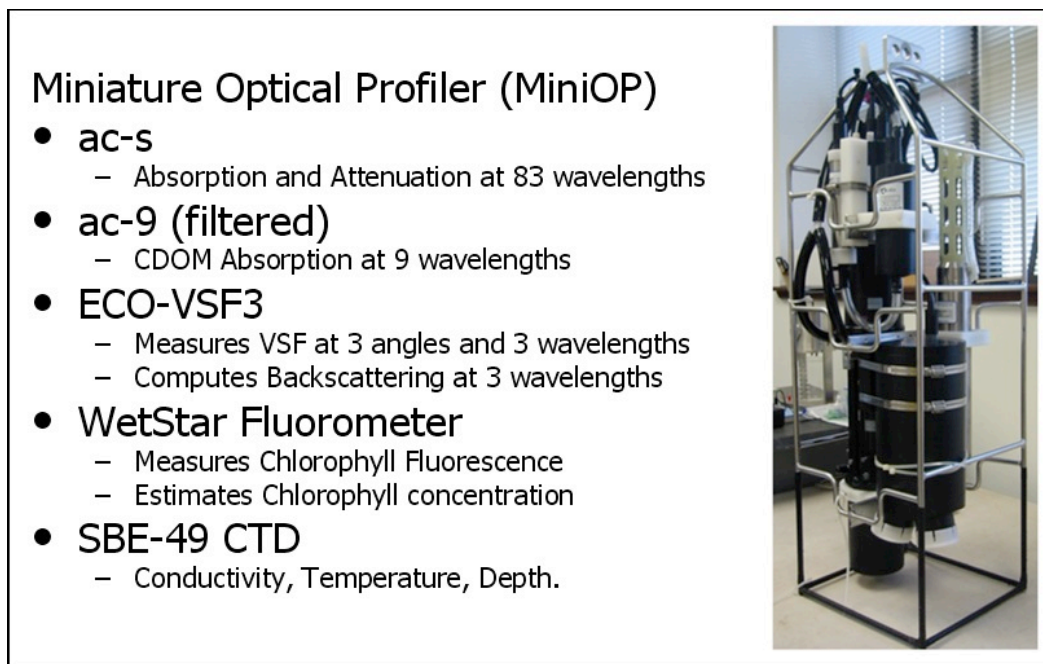 Miniature Optical Profiler (MiniOP)
• ac-s
– Absorption and Attenuation at 83 wavelengths
• ac-9 (filtered)
– CDOM Absorption at 9 wavelengths
• ECO-VSF3
– Measures VSF at 3 angles and 3 wavelengths
– Computes Backscattering at 3 wavelengths
• WetStar Fluorometer
– Measures Chlorophyll Fluorescence
– Estimates Chlorophyll concentration
• SBE-49 CTD
– Conductivity, Temperature, Depth.